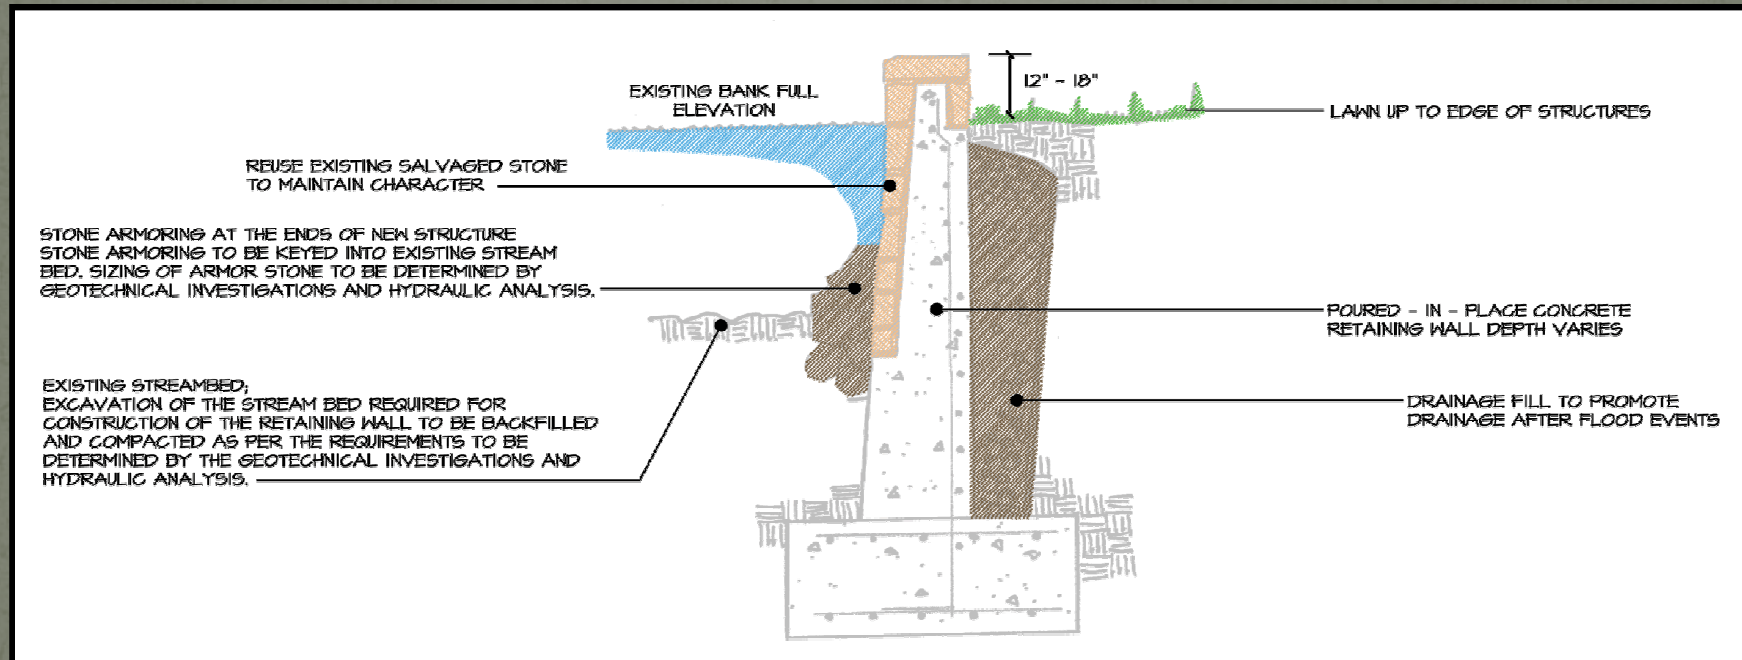 EXISTING BANK FULL
ELEVATION
12" - 18"
LAWN UP TO EDGE OF STRUCTURES
REUSE EXISTING SALVAGED STONE
TO MAINTAIN CHARACTER
STONE ARMORING AT THE ENDS OF NEW STRUCTURE
STONE ARMORING TO BE KEYED INTO EXISTING STREAM
BED. SIZING OF ARMOR STONE TO BE DETERMINED BY
GEOTECHNICAL INVESTIGATIONS AND HYDRAULIC ANALYSIS.
POURED - IN - PLACE CONCRETE
RETAINING WALL DEPTH VARIES
EXISTING STREAMBED;
EXCAVATION OF THE STREAM BED REQUIRED FOR
CONSTRUCTION OF THE RETAINING WALL TO BE BACKFILLED
AND COMPACTED AS PER THE REQUIREMENTS TO BE
DETERMINED BY THE GEOTECHNICAL INVESTIGATIONS AND
HYDRAULIC ANALYSIS.
DRAINAGE FILL TO PROMOTE
DRAINAGE AFTER FLOOD EVENTS